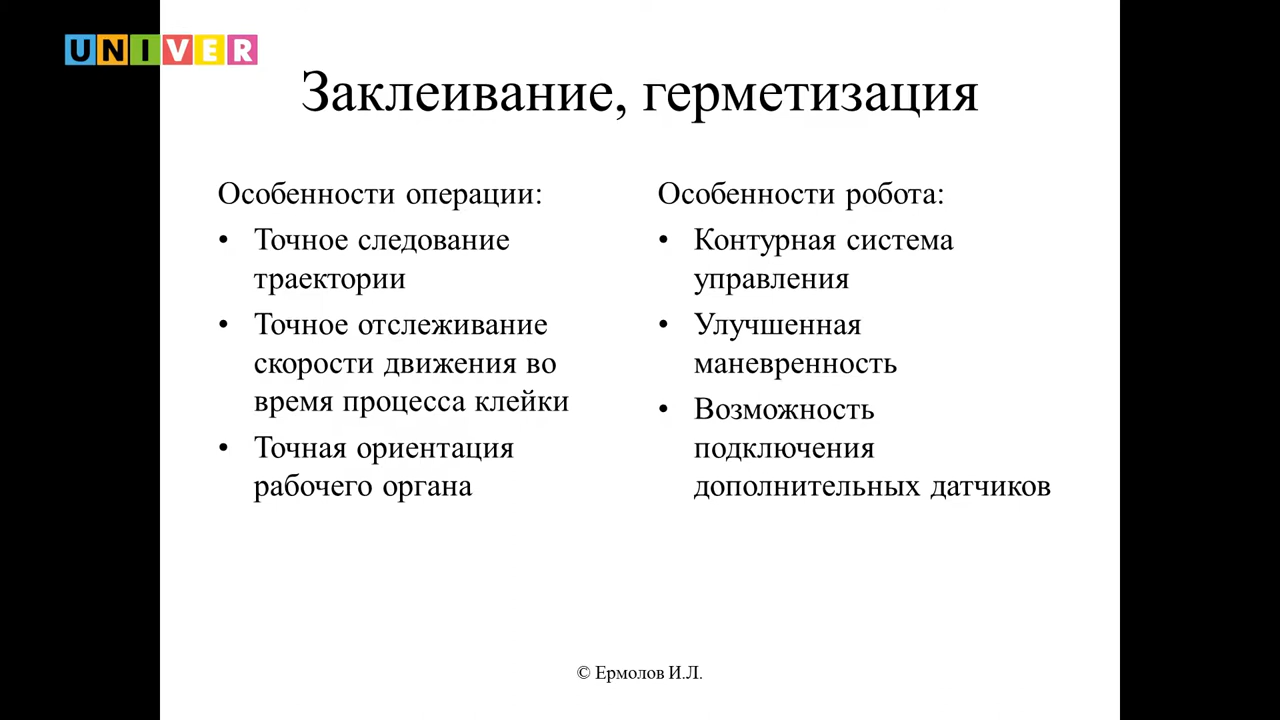 UNIVER
Заклеивание, герметизация
Особенности операции:
• Точное следование
траектории
• Точное отслеживание
скорости движения во
время процесса клейки
• Точная ориентация
рабочего органа
Особенности робота:
• Контурная система
управления
• Улучшенная
маневренность
• Возможность
подключения
дополнительных датчиков
© Ермолов И.Л.